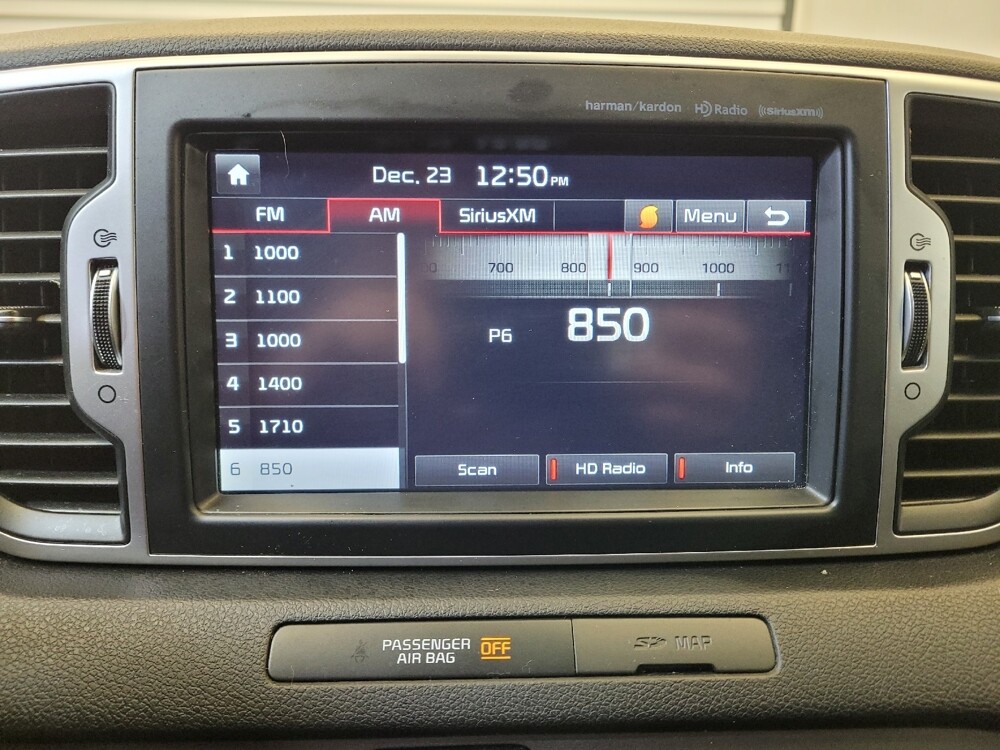 harman/kardon HD Radio ((SiriusXM))
Dec. 23 12:50 PM
FM AM SiriusXM Menu
1 1000
2 1100
3 1000
4 1400
5 1710
6 850
700 800 900 1000
P6 850
Scan HD Radio Info
PASSENGER
AIR BAG OFF
SD MAP